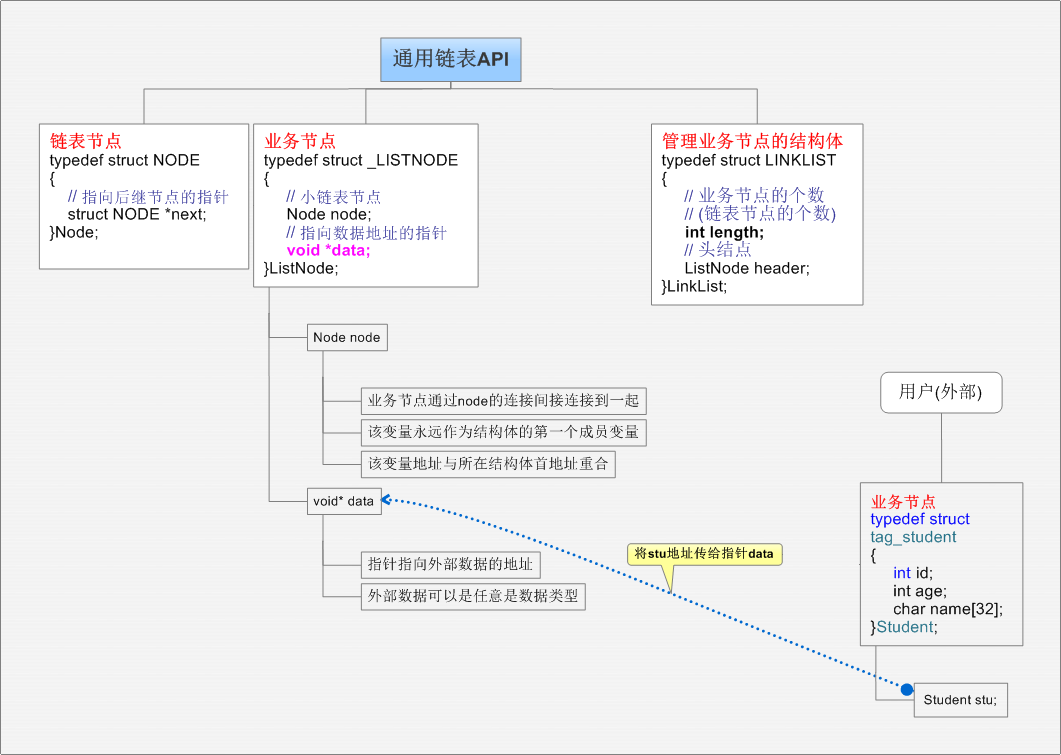 通用链表API
链表节点
typedef struct NODE
{
// 指向后继节点的指针
struct NODE *next;
}Node;
业务节点
typedef struct _LISTNODE
{
// 小链表节点
Node node;
// 指向数据地址的指针
void *data;
}ListNode;
管理业务节点的结构体
typedef struct LINKLIST
{
// 业务节点的个数
// (链表节点的个数)
int length;
// 头结点
ListNode header;
}LinkList;
Node node
业务节点通过node的连接间接连接到一起
该变量永远作为结构体的第一个成员变量
该变量地址与所在结构体首地址重合
void* data
指针指向外部数据的地址
外部数据可以是任意是数据类型
将stu地址传给指针data
用户(外部)
业务节点
typedef struct
tag_student
{
int id;
int age;
char name[32];
}Student;
Student stu;